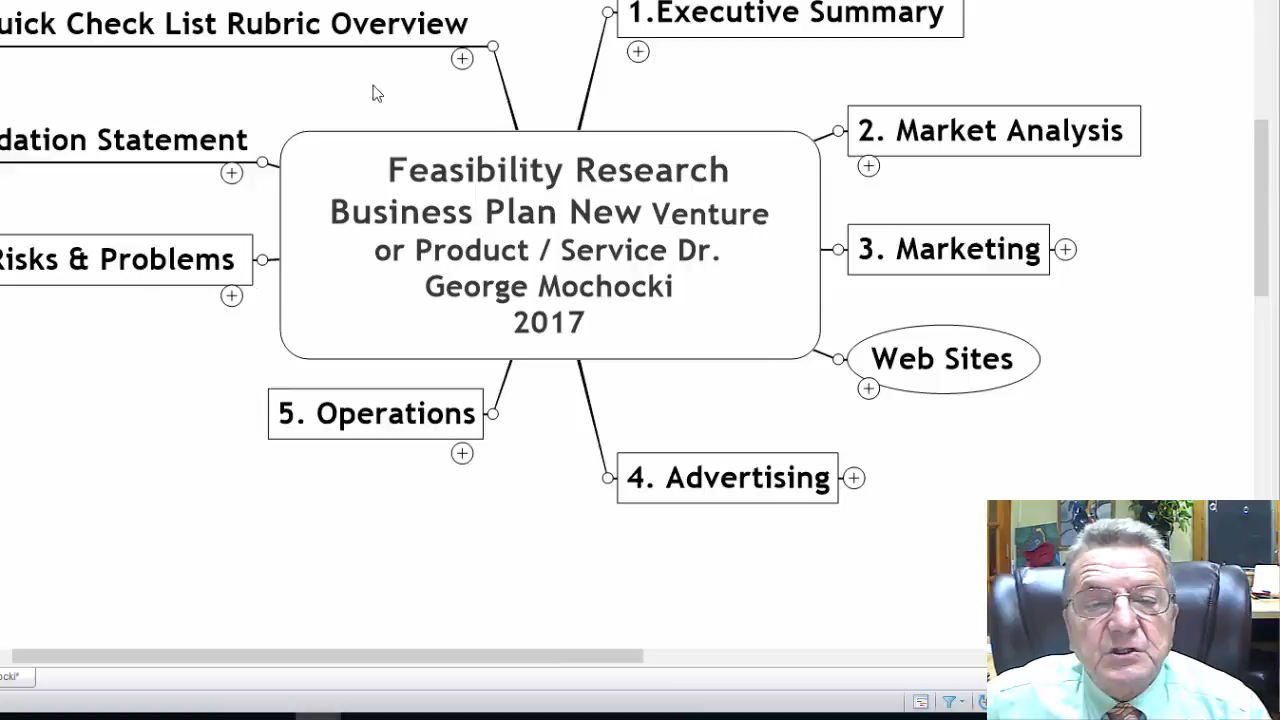 uick Check List Rubric Overview
1.Executive Summary
dation Statement
2. Market Analysis
Feasibility Research
Business Plan New Venture
or Product / Service Dr.
George Mochocki
2017
Risks & Problems
3. Marketing
Web Sites
5. Operations
4. Advertising
ocki*